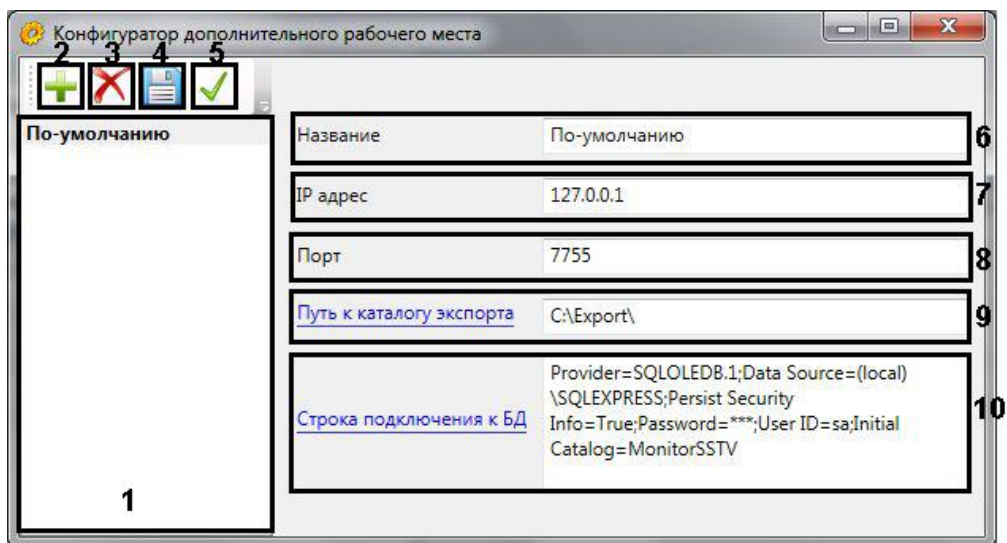 Конфигуратор дополнительного рабочего места
2 3 4 5
По-умолчанию
Название По-умолчанию 6
IP адрес 127.0.0.1 7
Порт 7755 8
Путь к каталогу экспорта C:\Export\ 9
Строка подключения к БД
Provider=SQLOLEDB.1;Data Source=(local)
\SQLEXPRESS;Persist Security
Info=True;Password=***;User ID=sa;Initial
Catalog=MonitorSSTV
10
1